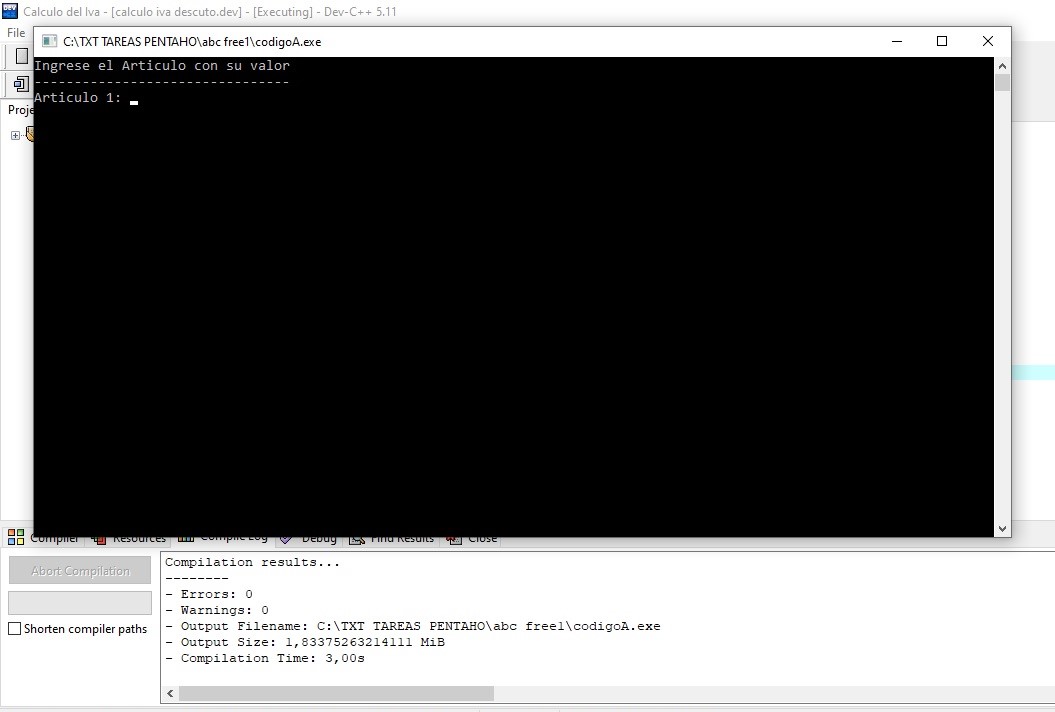 Calculo del Iva - [calculo iva descuto.dev] - [Executing] - Dev-C++ 5.11
File
C:\TXT TAREAS PENTAHO\abc free1\codigoA.exe
Ingrese el Articulo con su valor
--------------------------------
Articulo 1:
Proje
Compiler Resources Compile Log Debug Find Results Close
Abort Compilation
Shorten compiler paths
Compilation results...
--------
- Errors: 0
- Warnings: 0
- Output Filename: C:\TXT TAREAS PENTAHO\abc free1\codigoA.exe
- Output Size: 1,83375263214111 MiB
- Compilation Time: 3,00s